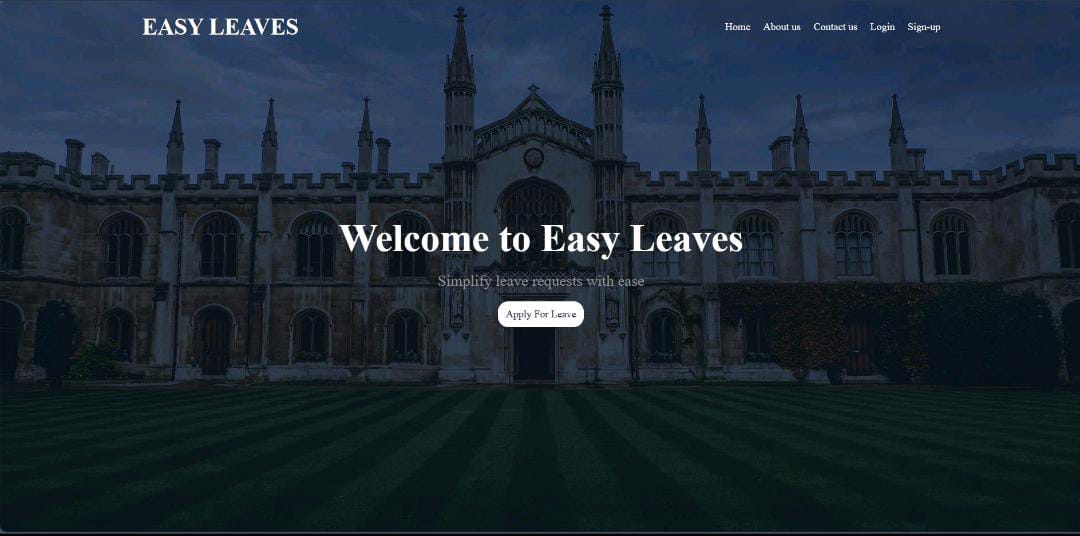 EASY LEAVES
Home About us Contact us Login Sign-up
Welcome to Easy Leaves
Simplify leave requests with ease
Apply For Leave